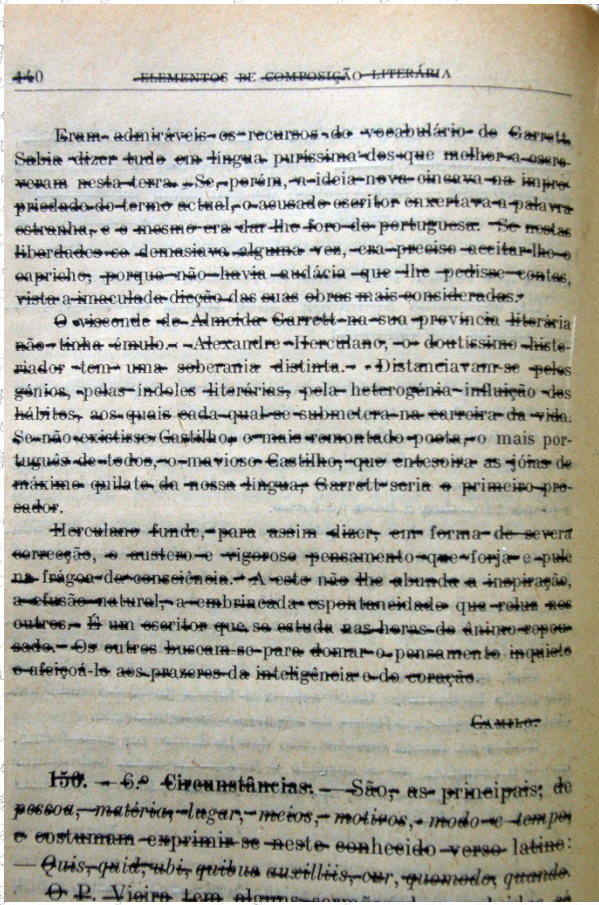 140 ELEMENTOS DE COMPOSIÇÃO LITERÁRIA
Eram admiráveis os recursos do vocabulário de Garrett.
Sabia dizer tudo em língua puríssima dos que melhor a escre-
veram nesta terra. Se, porém, a ideia nova cincava na impro-
priedade do termo actual, o acusado escritor enxertava a palavra
estranha, e o mesmo era dar-lhe foro de portuguesa. Se nestas
liberdades se demasiava alguma vez, era preciso aceitar-lhe o
capricho, porque não havia audácia que lhe pedisse contas,
vista a imaculada dicção das suas obras mais consideradas.
O visconde de Almeida Garrett na sua província literária
não tinha émulo. Alexandre Herculano, o doutíssimo histo-
riador tem uma soberania distinta. Distanciavam-se pelos
génios, pelas índoles literárias, pela heterogénia influição dos
hábitos, aos quais cada qual se submetera na carreira da vida.
Se não existisse Castilho, o mais remontado poeta, o mais por-
tuguês de todos, o mavioso Castilho, que entesoira as jóias de
máximo quilate da nossa língua, Garrett seria o primeiro pro-
sador.
Herculano funde, para assim dizer, em forma de severa
correcção, o austero e vigoroso pensamento que forja e pule
na frágoa da consciência. A este não lhe abunda a inspiração,
a efusão natural, a embrincada espontaneidade que reluz nos
outros. É um escritor que se estuda nas horas de ânimo repou-
sado. Os outros buscam-se para domar o pensamento inquieto
e afeiçoá-lo aos prazeres da inteligência e do coração.
CAMILO.
150. — 6.º Circunstâncias. — São, as principais; de
pessoa, matéria, lugar, meios, motivos, modo e tempo,
e costumam exprimir-se neste conhecido verso latino:
— Quis, quid, ubi, quibus auxilliis, cur, quomodo, quando.
O P. Vieira tem alguns